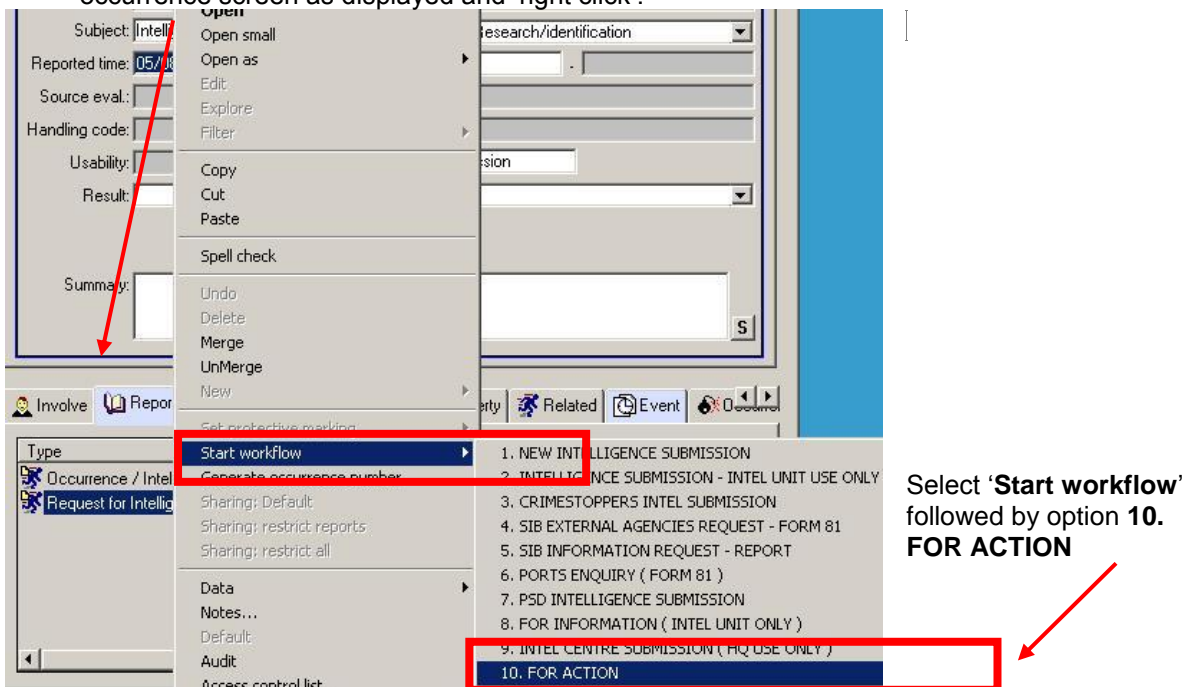 occurrence screen as displayed and 'right click'.
Open
Subject: Intelli Research/identification
Open small
Reported time: 05/08 .
Open as
Edit
Source eval.:
Explore
Handling code:
Filter
Usability: sion
Copy
Result:
Cut
Paste
Spell check
Summary:
Undo
Delete
S
Merge
UnMerge
Involve Repor New erty Related Event
Set protective marking
Type
Start workflow 1. NEW INTELLIGENCE SUBMISSION
Occurrence / Intel Generate occurrence number 2. INTELLIGENCE SUBMISSION - INTEL UNIT USE ONLY
Request for Intellig Sharing: Default 3. CRIMESTOPPERS INTEL SUBMISSION
Sharing: restrict reports 4. SIB EXTERNAL AGENCIES REQUEST - FORM 81
Sharing: restrict all 5. SIB INFORMATION REQUEST - REPORT
6. PORTS ENQUIRY ( FORM 81 )
Data 7. PSD INTELLIGENCE SUBMISSION
Notes... 8. FOR INFORMATION ( INTEL UNIT ONLY )
Default
Audit 9. INTEL CENTRE SUBMISSION ( HQ USE ONLY )
Access control list 10. FOR ACTION
Select 'Start workflow'
followed by option 10.
FOR ACTION